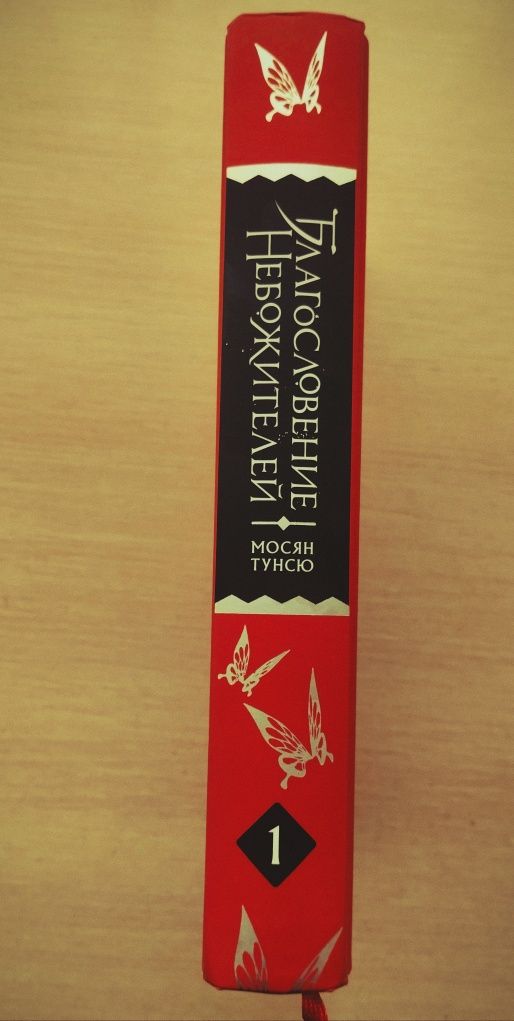 Благословение
Небожителей
МОСЯН
ТУНСЮ
1